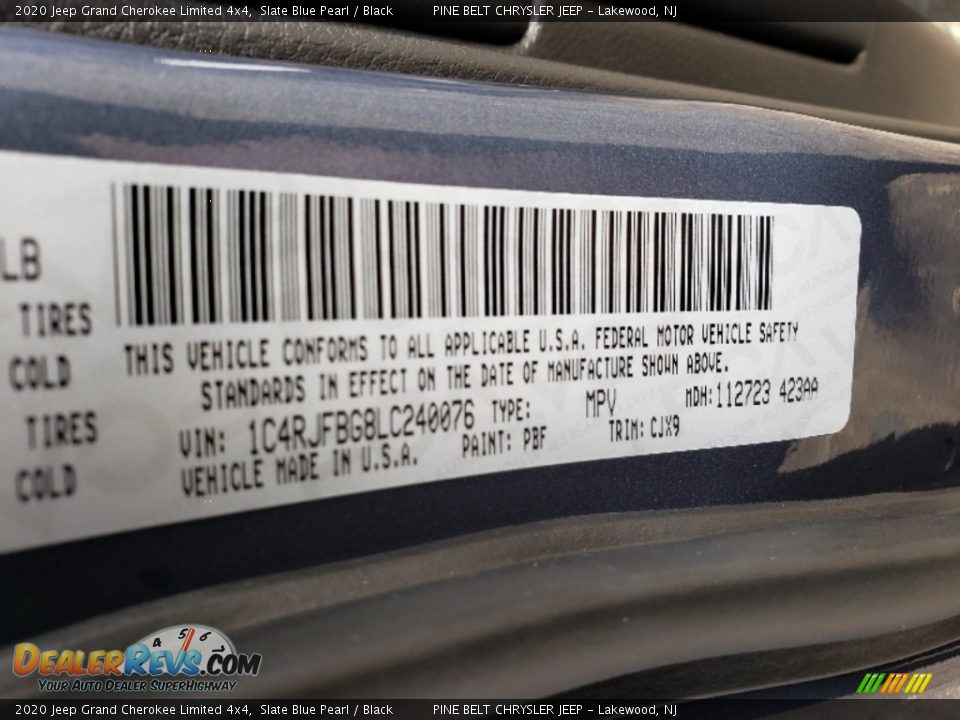 2020 Jeep Grand Cherokee Limited 4x4, Slate Blue Pearl / Black PINE BELT CHRYSLER JEEP - Lakewood, NJ
LB
TIRES
COLD
TIRES
COLD
THIS VEHICLE CONFORMS TO ALL APPLICABLE U.S.A. FEDERAL MOTOR VEHICLE SAFETY
STANDARDS IN EFFECT ON THE DATE OF MANUFACTURE SHOWN ABOVE.
VIN: 1C4RJFBG8LC240076 TYPE: MPV MDH:112723 423AA
VEHICLE MADE IN U.S.A. PAINT: PBF TRIM:CJX9
4 5 6
DEALERREVS.COM
YOUR AUTO DEALER SUPERHIGHWAY
2020 Jeep Grand Cherokee Limited 4x4, Slate Blue Pearl / Black PINE BELT CHRYSLER JEEP - Lakewood, NJ